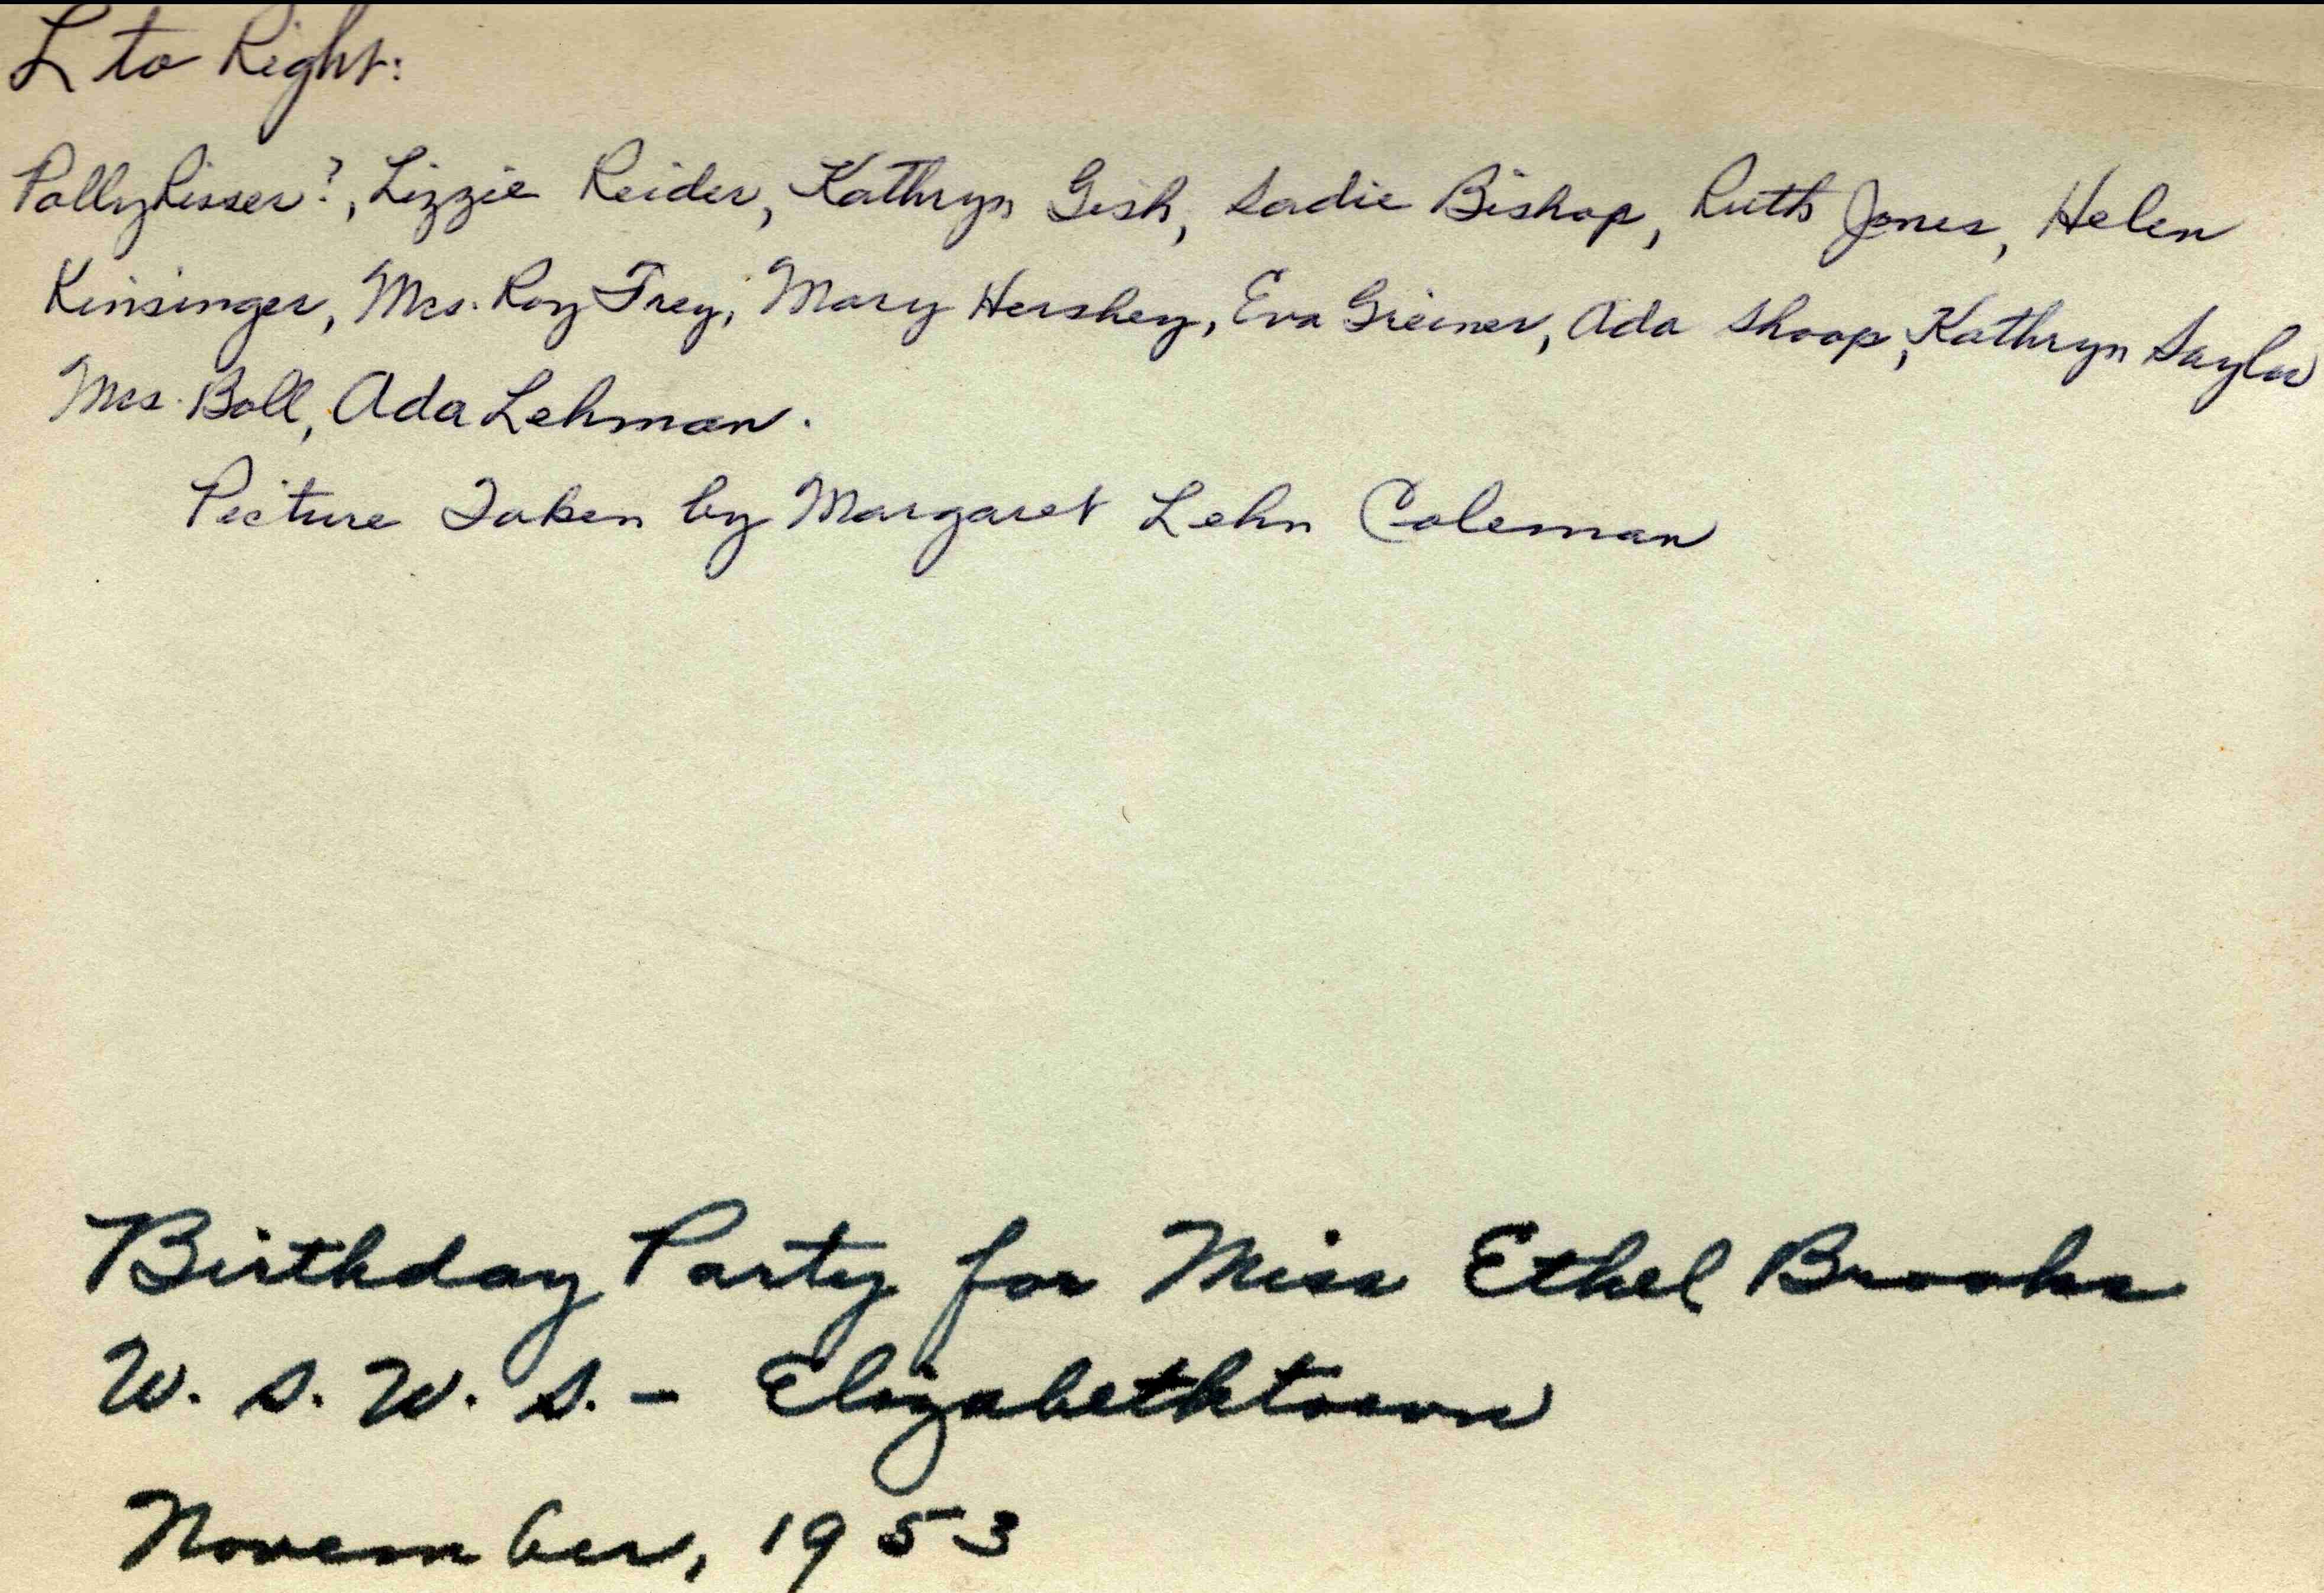 L to Right:
Polly Risser?, Lizzie Reider, Kathryn Gish, Sadie Bishop, Ruth Jones, Helen
Kinsinger, Mrs. Roy Frey, Mary Hershey, Eva Greiner, Ada Shoop, Kathryn Saylor
Mrs. Boll, Ada Lehman.
Picture Taken by Margaret Lehn Coleman
Birthday Party for Miss Ethel Brooks
W. S. W. S. - Elizabethtown
November, 1953